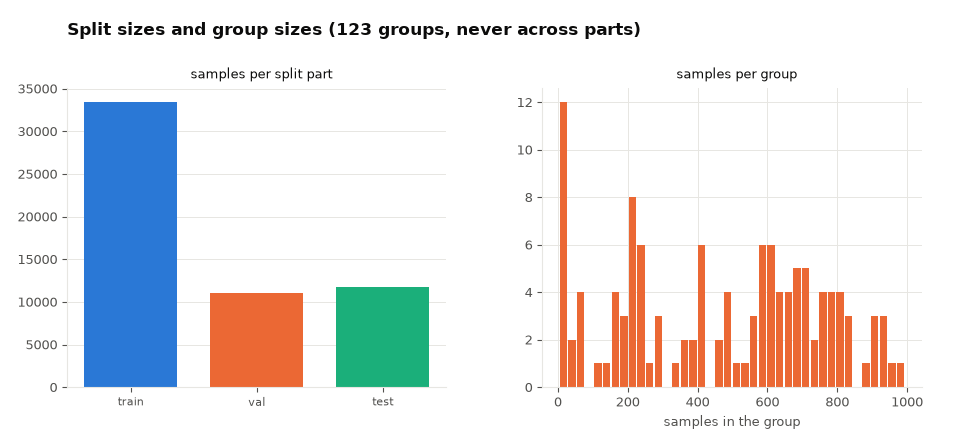 Split sizes and group sizes (123 groups, never across parts)
samples per split part
35000
30000
25000
20000
15000
10000
5000
0
train val test
samples per group
12
10
8
6
4
2
0
0 200 400 600 800 1000
samples in the group